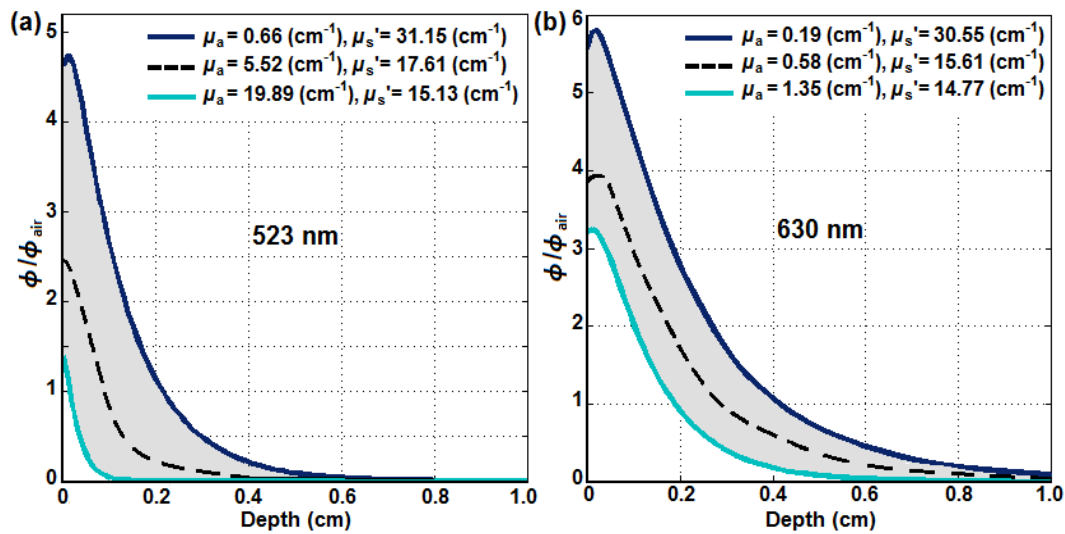 (a)
5
4
3
2
1
0
ϕ/ϕair
μa = 0.66 (cm-1), μs'= 31.15 (cm-1)
μa = 5.52 (cm-1), μs'= 17.61 (cm-1)
μa = 19.89 (cm-1), μs'= 15.13 (cm-1)
523 nm
0 0.2 0.4 0.6 0.8 1.0
Depth (cm)
(b)
6
5
4
3
2
1
0
ϕ/ϕair
μa = 0.19 (cm-1), μs'= 30.55 (cm-1)
μa = 0.58 (cm-1), μs'= 15.61 (cm-1)
μa = 1.35 (cm-1), μs'= 14.77 (cm-1)
630 nm
0 0.2 0.4 0.6 0.8 1.0
Depth (cm)